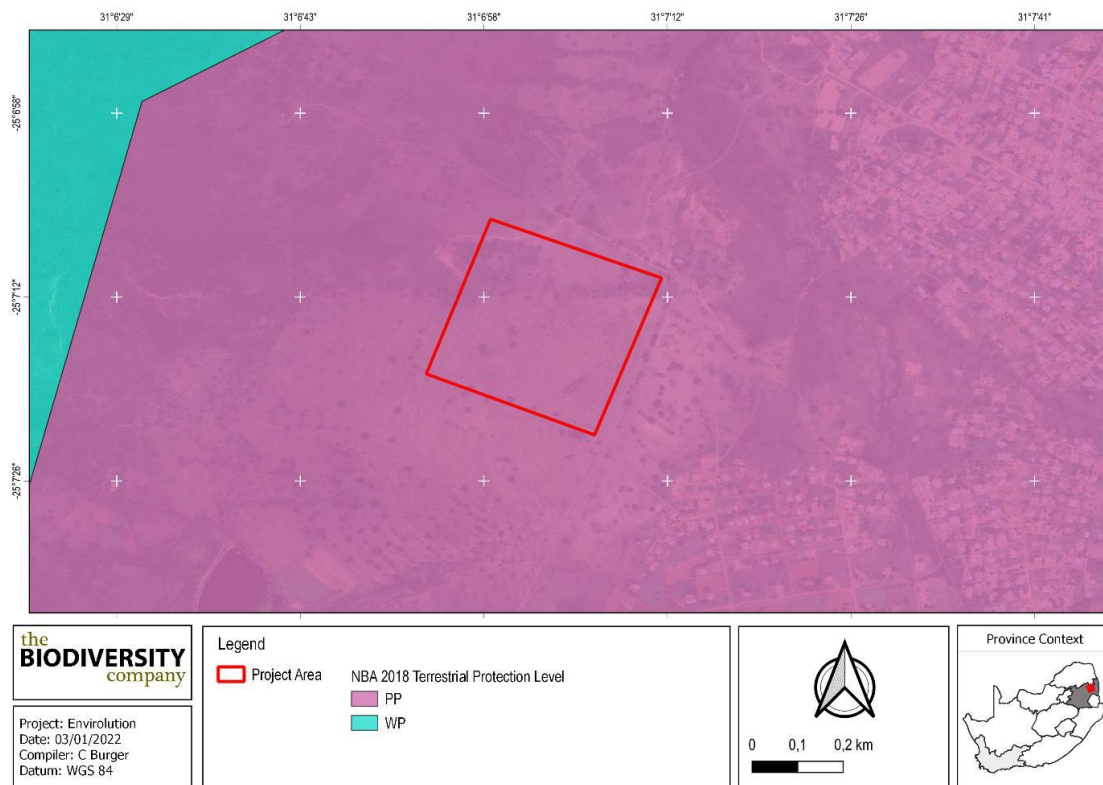 31°6'29"
31°6'43"
31°6'58"
31°7'12"
31°7'26"
31°7'41"
-25°6'58"
-25°7'12"
-25°7'26"
the
BIODIVERSITY
company
Project: Envirolution
Date: 03/01/2022
Compiler: C Burger
Datum: WGS 84
Legend
Project Area
NBA 2018 Terrestrial Protection Level
PP
WP
0 0,1 0,2 km
Province Context